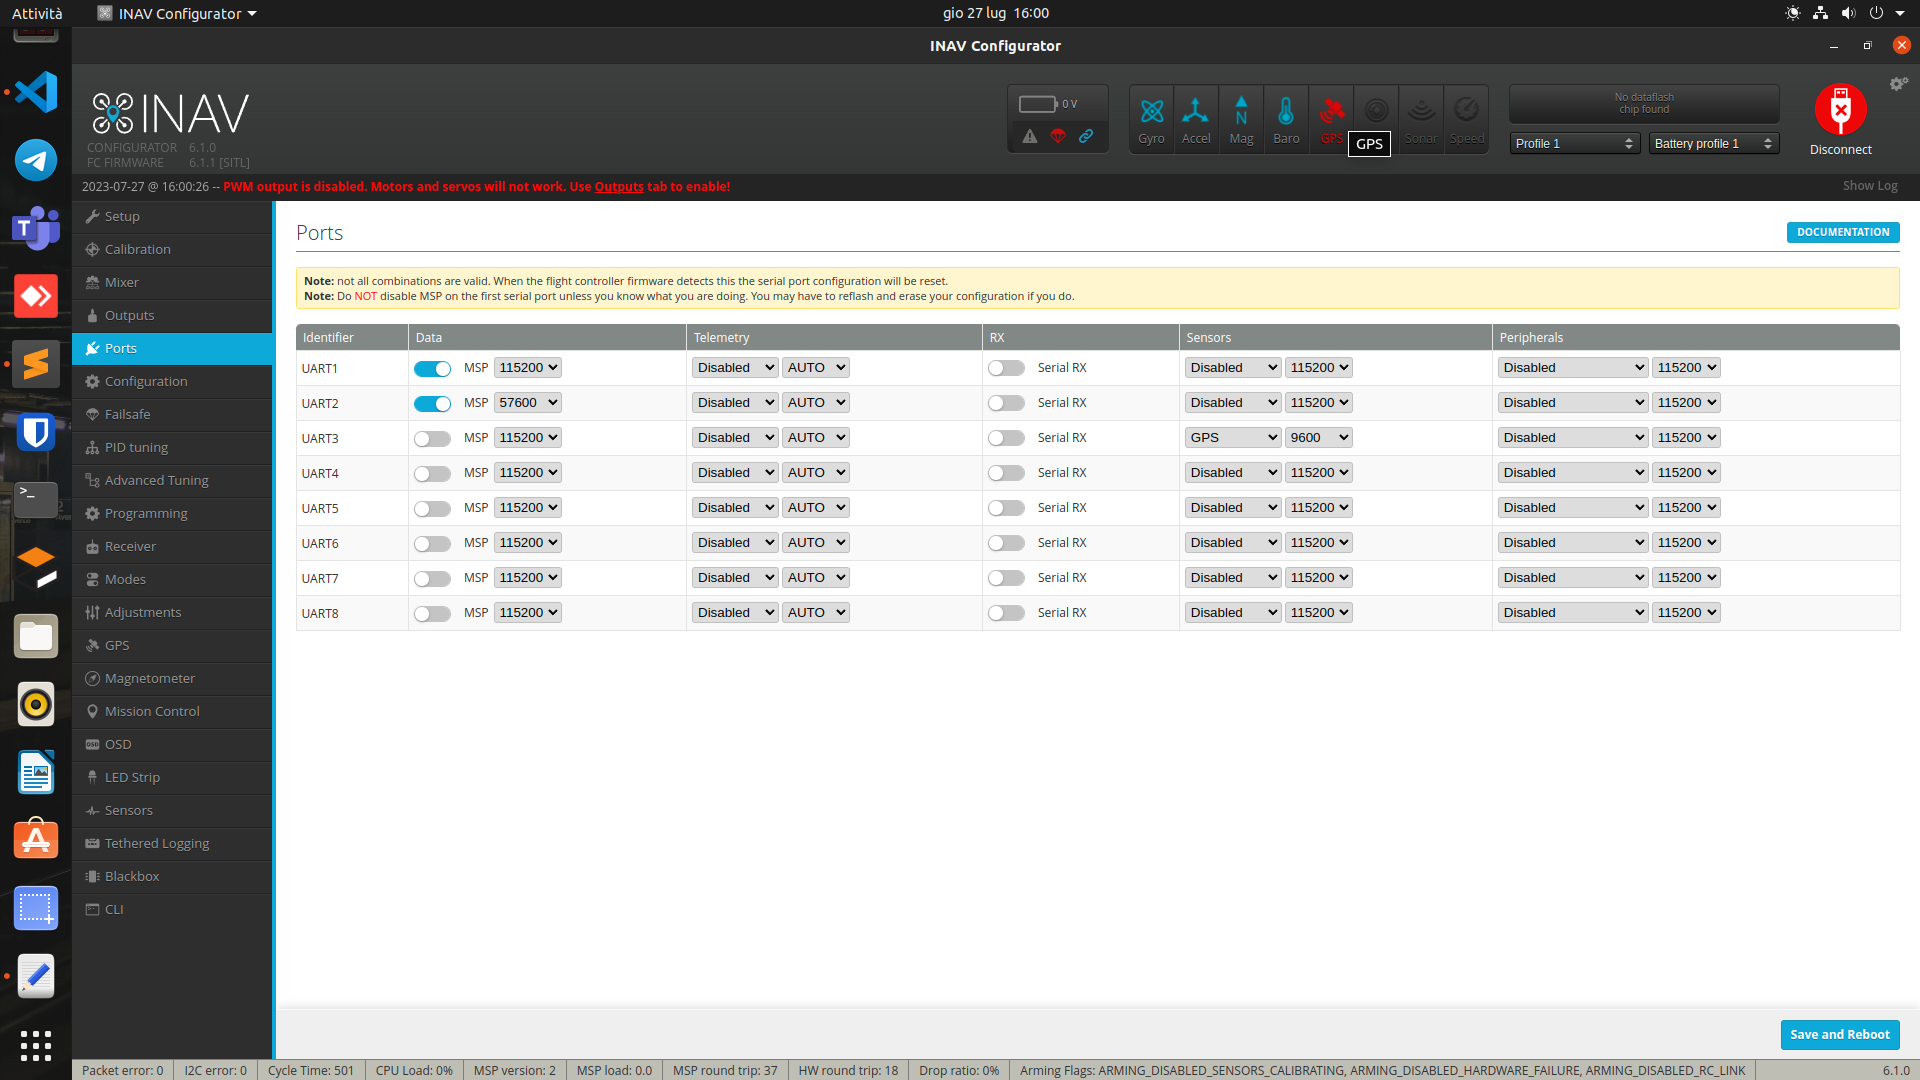 Attività INAV Configurator gio 27 lug 16:00
INAV Configurator
INAV
CONFIGURATOR 6.1.0
FC FIRMWARE 6.1.1 [SITL]
0 V
Gyro Accel Mag Baro GPS Sonar Speed
GPS
No dataflash
chip found
Profile 1 Battery profile 1
Disconnect
2023-07-27 @ 16:00:26 -- PWM output is disabled. Motors and servos will not work. Use Outputs tab to enable!
Show Log
Setup
Calibration
Mixer
Outputs
Ports
Configuration
Failsafe
PID tuning
Advanced Tuning
Programming
Receiver
Modes
Adjustments
GPS
Magnetometer
Mission Control
OSD
LED Strip
Sensors
Tethered Logging
Blackbox
CLI
Ports
DOCUMENTATION
Note: not all combinations are valid. When the flight controller firmware detects this the serial port configuration will be reset.
Note: Do NOT disable MSP on the first serial port unless you know what you are doing. You may have to reflash and erase your configuration if you do.
Identifier Data Telemetry RX Sensors Peripherals
UART1 MSP 115200 Disabled AUTO Serial RX Disabled 115200 Disabled 115200
UART2 MSP 57600 Disabled AUTO Serial RX Disabled 115200 Disabled 115200
UART3 MSP 115200 Disabled AUTO Serial RX GPS 9600 Disabled 115200
UART4 MSP 115200 Disabled AUTO Serial RX Disabled 115200 Disabled 115200
UART5 MSP 115200 Disabled AUTO Serial RX Disabled 115200 Disabled 115200
UART6 MSP 115200 Disabled AUTO Serial RX Disabled 115200 Disabled 115200
UART7 MSP 115200 Disabled AUTO Serial RX Disabled 115200 Disabled 115200
UART8 MSP 115200 Disabled AUTO Serial RX Disabled 115200 Disabled 115200
Save and Reboot
Packet error: 0 I2C error: 0 Cycle Time: 501 CPU Load: 0% MSP version: 2 MSP load: 0.0 MSP round trip: 37 HW round trip: 18 Drop ratio: 0% Arming Flags: ARMING_DISABLED_SENSORS_CALIBRATING, ARMING_DISABLED_HARDWARE_FAILURE, ARMING_DISABLED_RC_LINK 6.1.0